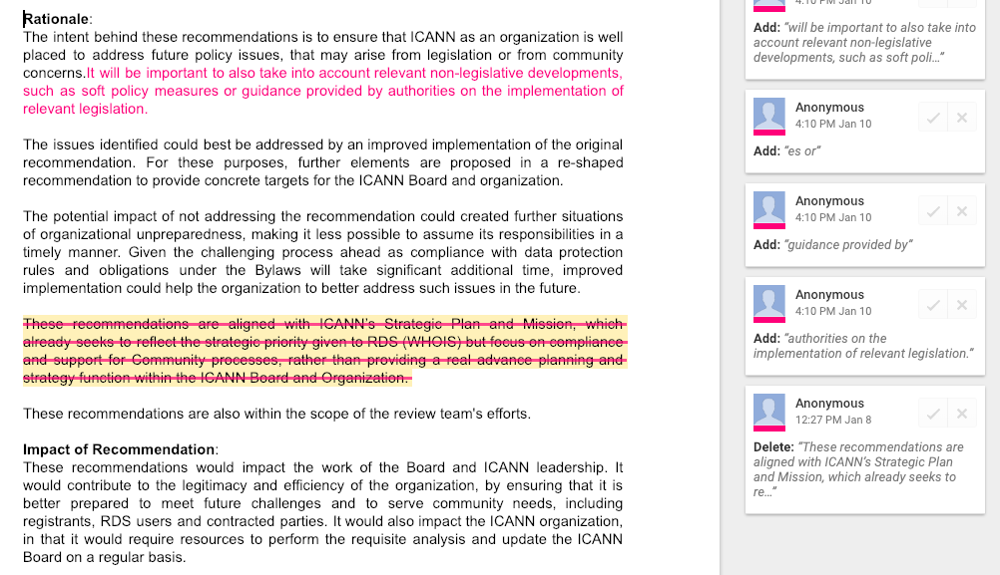 Rationale:
The intent behind these recommendations is to ensure that ICANN as an organization is well
placed to address future policy issues, that may arise from legislation or from community
concerns.It will be important to also take into account relevant non-legislative developments,
such as soft policy measures or guidance provided by authorities on the implementation of
relevant legislation.
The issues identified could best be addressed by an improved implementation of the original
recommendation. For these purposes, further elements are proposed in a re-shaped
recommendation to provide concrete targets for the ICANN Board and organization.
The potential impact of not addressing the recommendation could created further situations
of organizational unpreparedness, making it less possible to assume its responsibilities in a
timely manner. Given the challenging process ahead as compliance with data protection
rules and obligations under the Bylaws will take significant additional time, improved
implementation could help the organization to better address such issues in the future.
These recommendations are aligned with ICANN's Strategic Plan and Mission, which
already seeks to reflect the strategic priority given to RDS (WHOIS) but focus on compliance
and support for Community processes, rather than providing a real advance planning and
strategy function within the ICANN Board and Organization.
These recommendations are also within the scope of the review team's efforts.
Impact of Recommendation:
These recommendations would impact the work of the Board and ICANN leadership. It
would contribute to the legitimacy and efficiency of the organization, by ensuring that it is
better prepared to meet future challenges and to serve community needs, including
registrants, RDS users and contracted parties. It would also impact the ICANN organization,
in that it would require resources to perform the requisite analysis and update the ICANN
Board on a regular basis.
4:10 PM Jan 10
Add: "will be important to also take into
account relevant non-legislative
developments, such as soft poli…"
Anonymous
4:10 PM Jan 10
Add: "es or"
Anonymous
4:10 PM Jan 10
Add: "guidance provided by"
Anonymous
4:10 PM Jan 10
Add: "authorities on the
implementation of relevant legislation."
Anonymous
12:27 PM Jan 8
Delete: "These recommendations are
aligned with ICANN's Strategic Plan
and Mission, which already seeks to
re…"